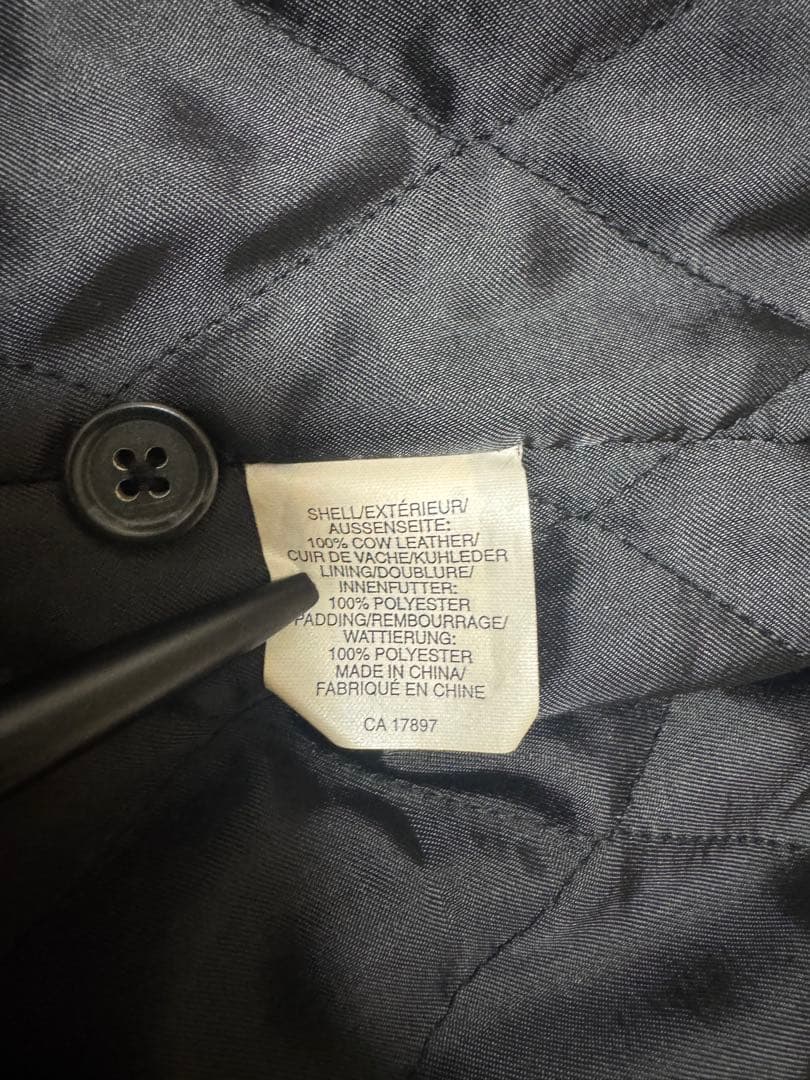 SHELL/EXTÉRIEUR/
AUSSENSEITE:
100% COW LEATHER/
CUIR DE VACHE/KUHLEDER
LINING/DOUBLURE/
INNENFUTTER:
100% POLYESTER
PADDING/REMBOURRAGE/
WATTIERUNG:
100% POLYESTER
MADE IN CHINA/
FABRIQUÉ EN CHINE
CA 17897